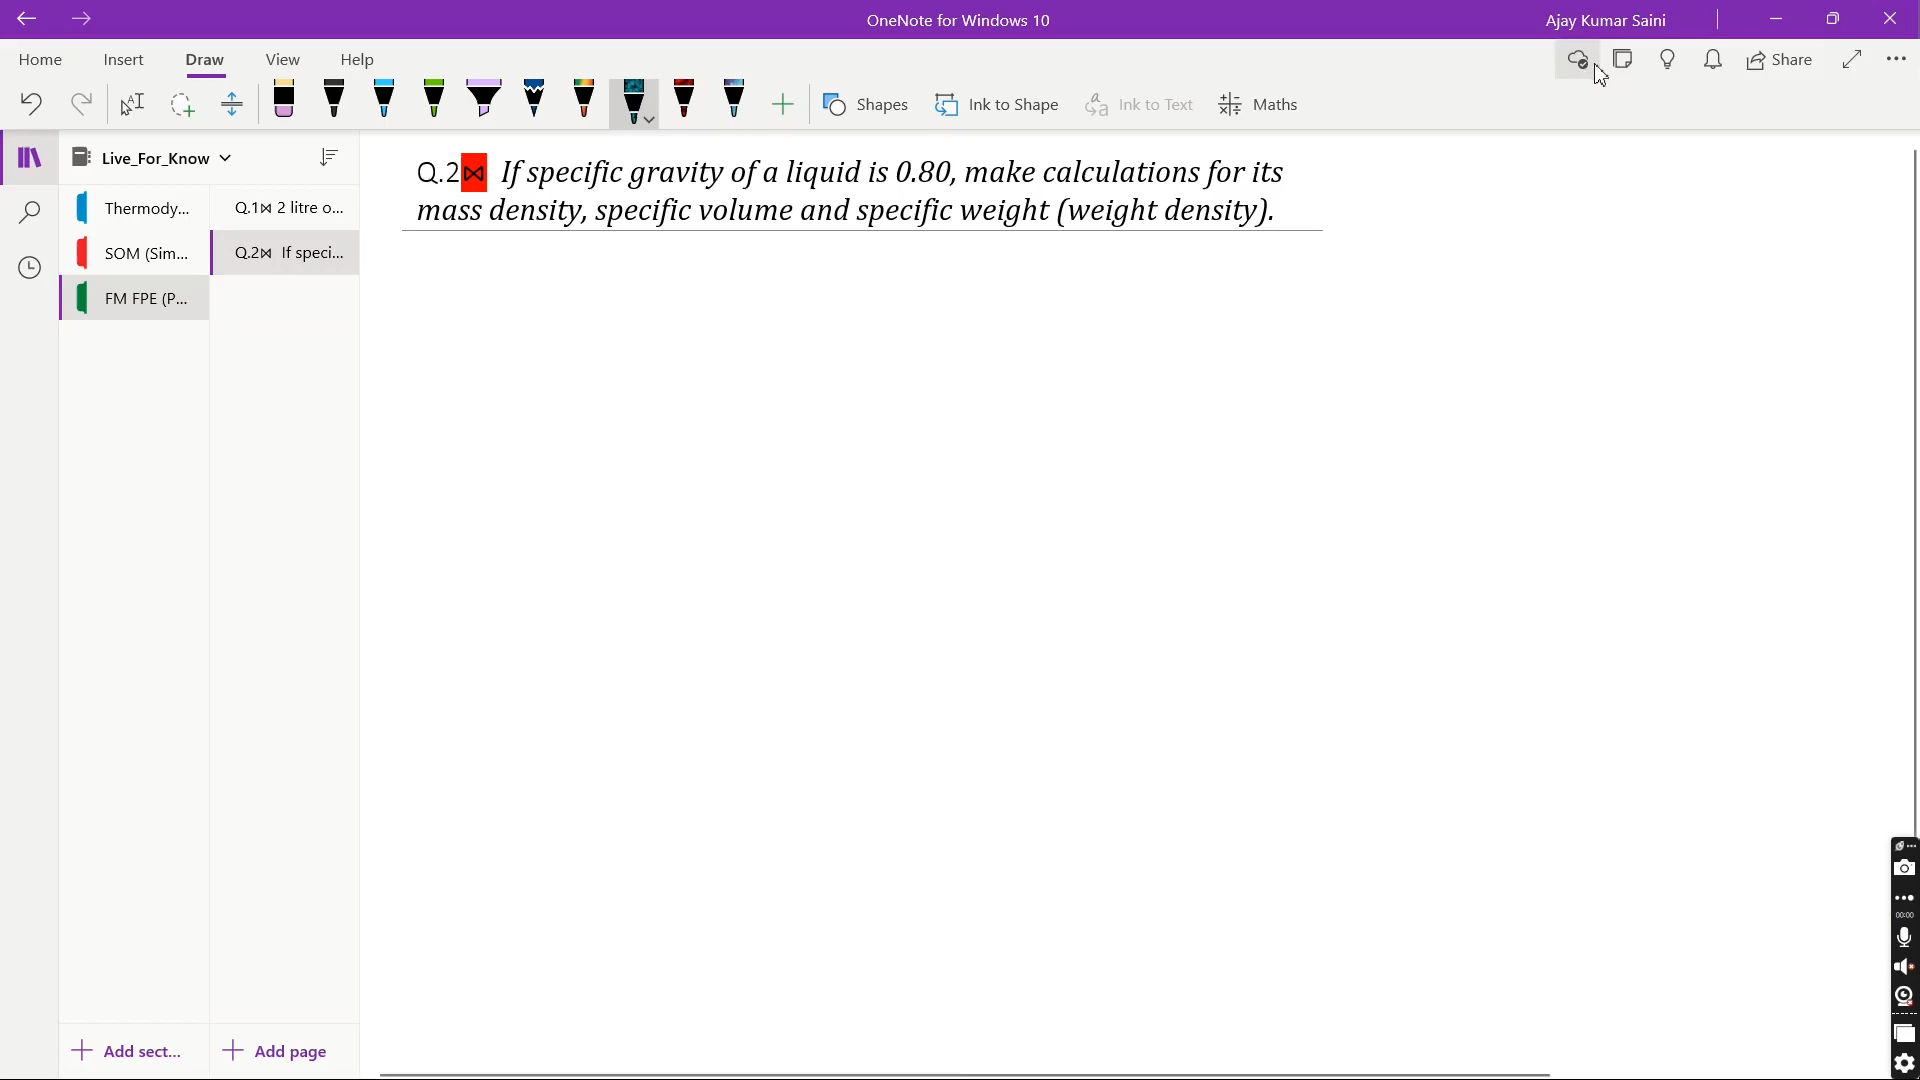 OneNote for Windows 10
Ajay Kumar Saini
Home Insert Draw View Help
Share
Shapes Ink to Shape Ink to Text Maths
Live_For_Know
Thermody...
SOM (Sim...
FM FPE (P...
Q.1⋈ 2 litre o...
Q.2⋈ If speci...
Q.2⋈ If specific gravity of a liquid is 0.80, make calculations for its
mass density, specific volume and specific weight (weight density).
00:00
Add sect...
Add page